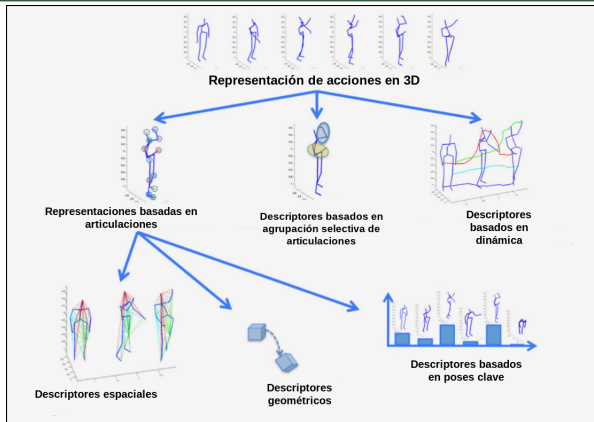 Representación de acciones en 3D
Representaciones basadas en
articulaciones
Descriptores basados en
agrupación selectiva de
articulaciones
Descriptores
basados en
dinámica
Descriptores espaciales
Descriptores
geométricos
Descriptores basados
en poses clave